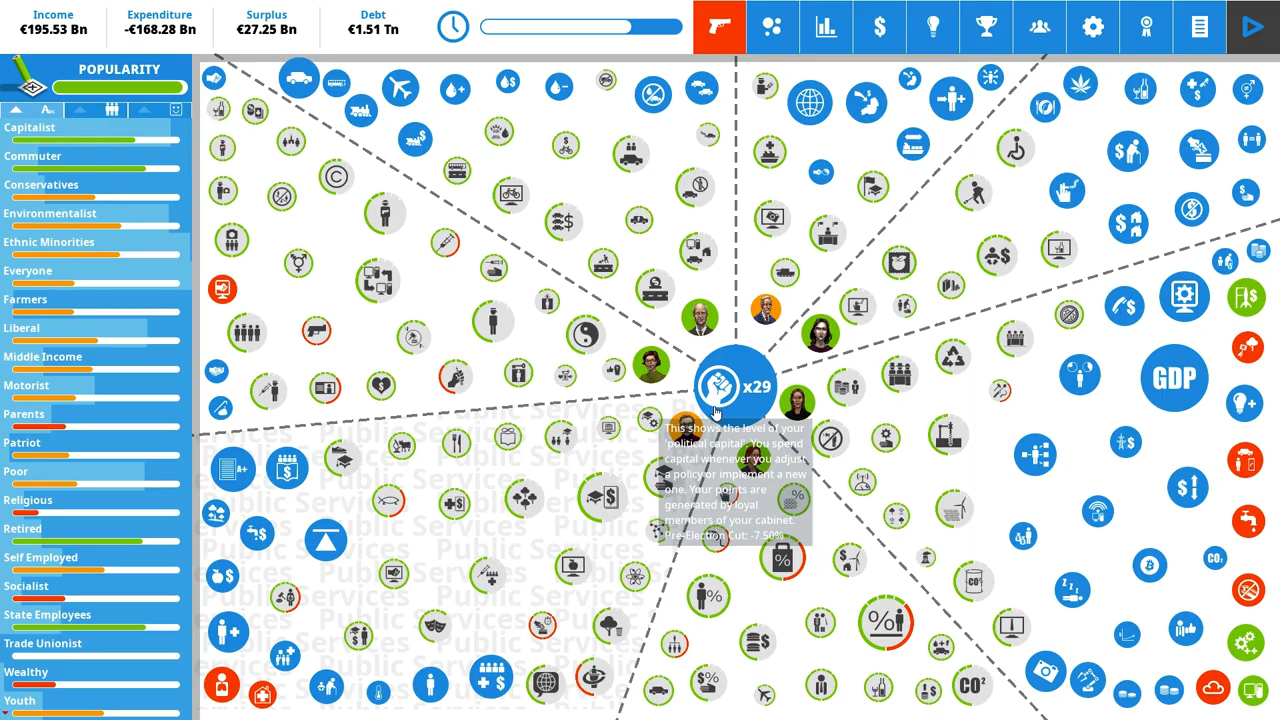 Income
€195.53 Bn
Expenditure
-€168.28 Bn
Surplus
€27.25 Bn
Debt
€1.51 Tn
POPULARITY
Capitalist
Commuter
Conservatives
Environmentalist
Ethnic Minorities
Everyone
Farmers
Liberal
Middle Income
Motorist
Parents
Patriot
Poor
Religious
Retired
Self Employed
Socialist
State Employees
Trade Unionist
Wealthy
Youth
x29
This shows the level of your
'political capital'. You spend
capital whenever you adjust
a policy or implement a new
one. Your points are
generated by loyal
members of your cabinet.
Pre-Election Cut: -7.50%
GDP
CO²
CO₂
Public Services